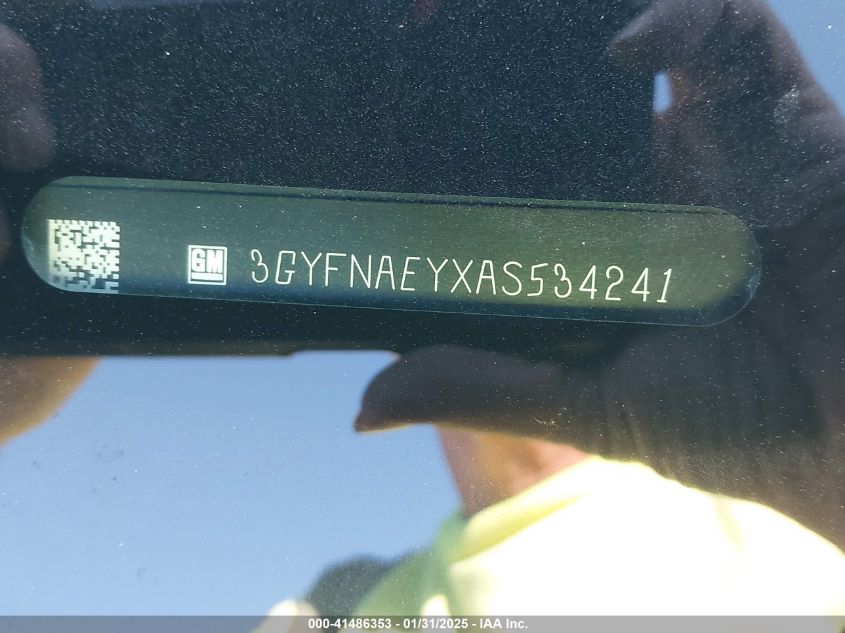 GM 3GYFNAEYXAS534241
000-41486353 - 01/31/2025 - IAA Inc.